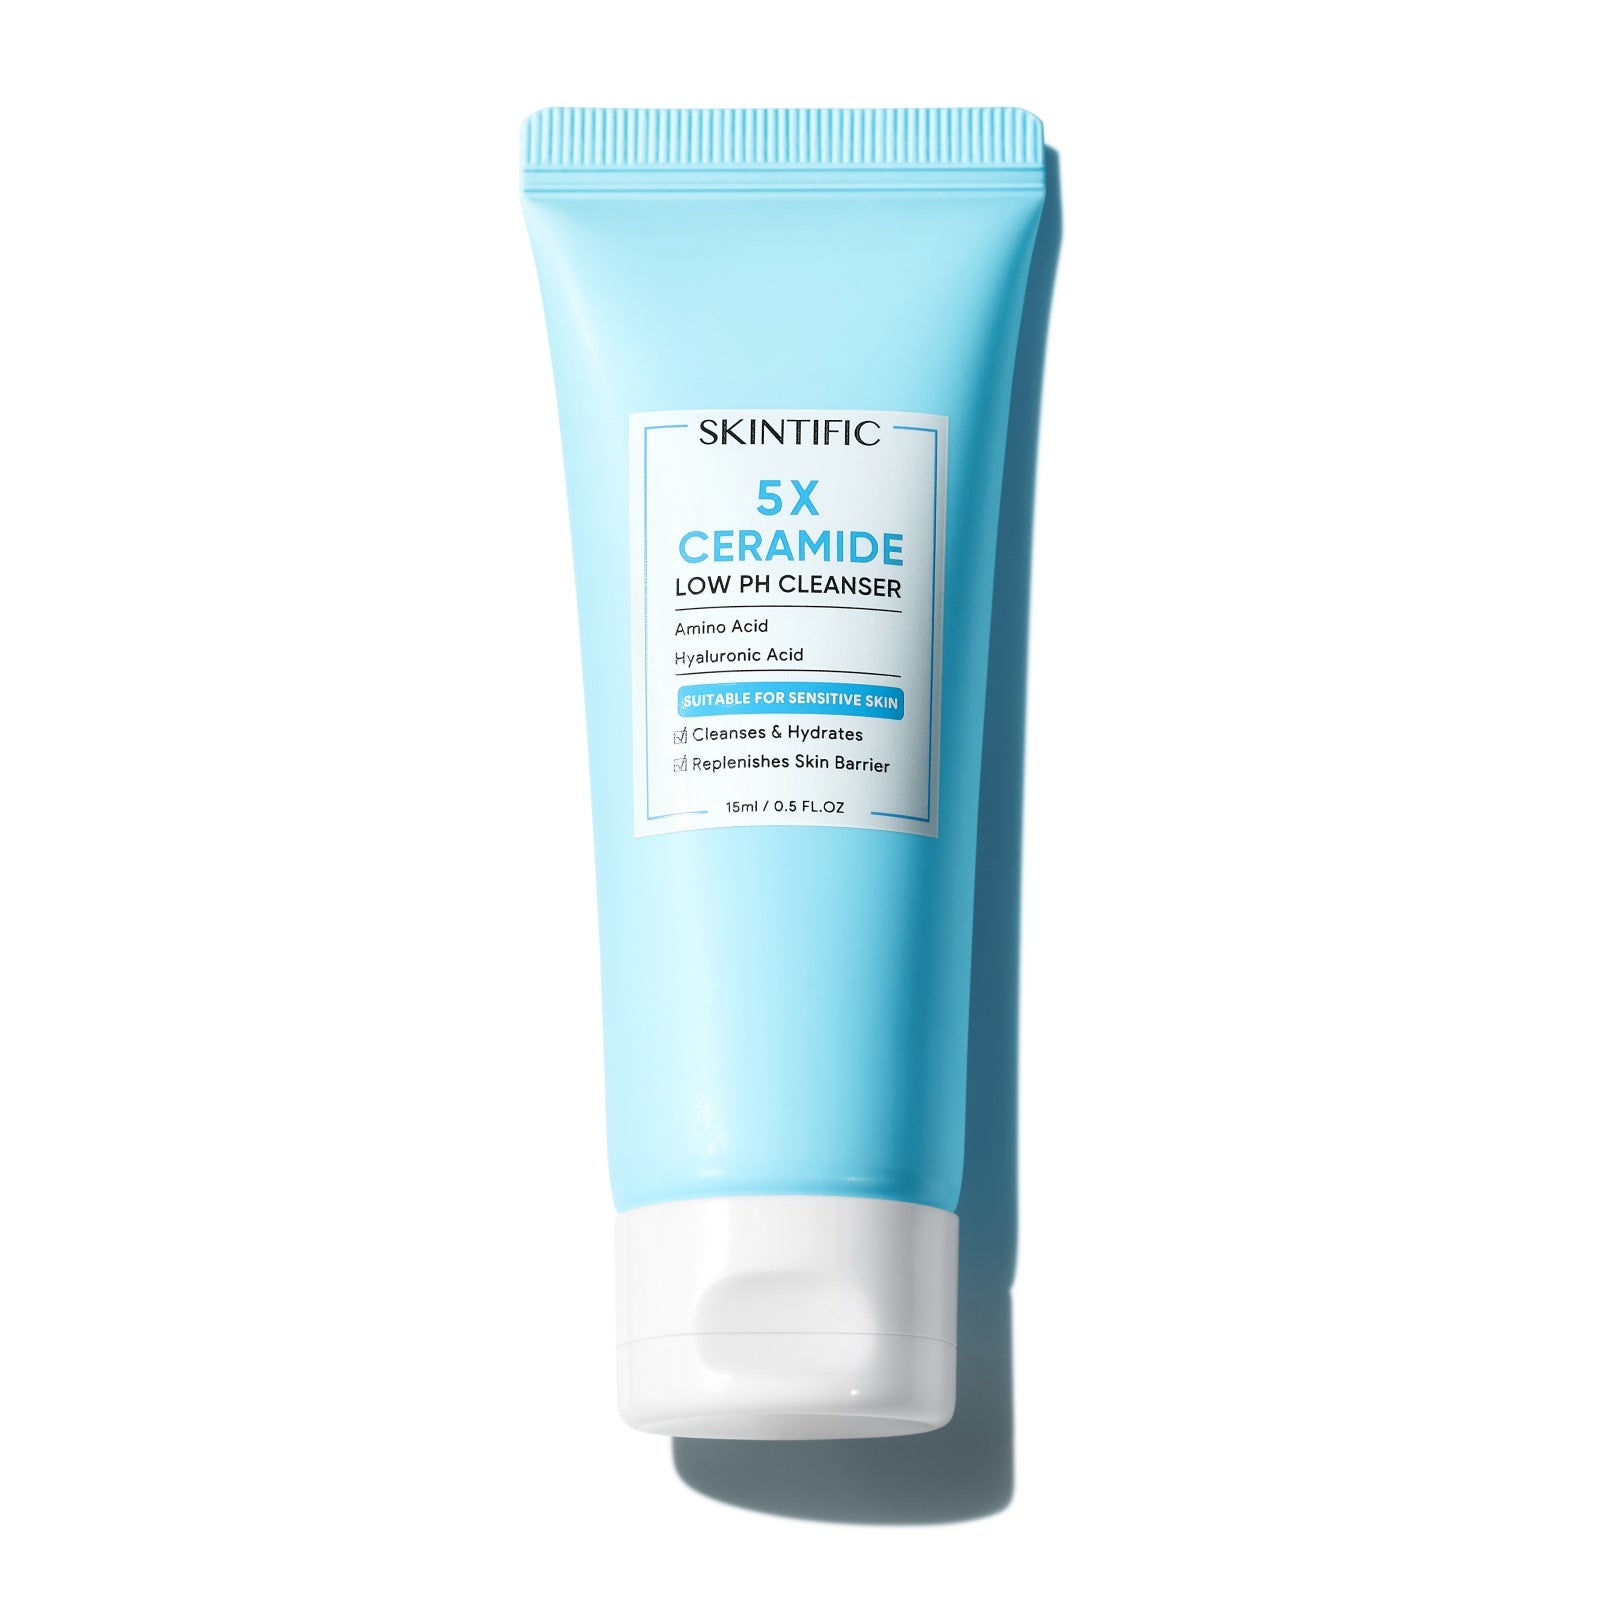 SKINTIFIC
5X
CERAMIDE
LOW PH CLEANSER
Amino Acid
Hyaluronic Acid
SUITABLE FOR SENSITIVE SKIN
Cleanses & Hydrates
Replenishes Skin Barrier
15ml / 0.5 FL.OZ